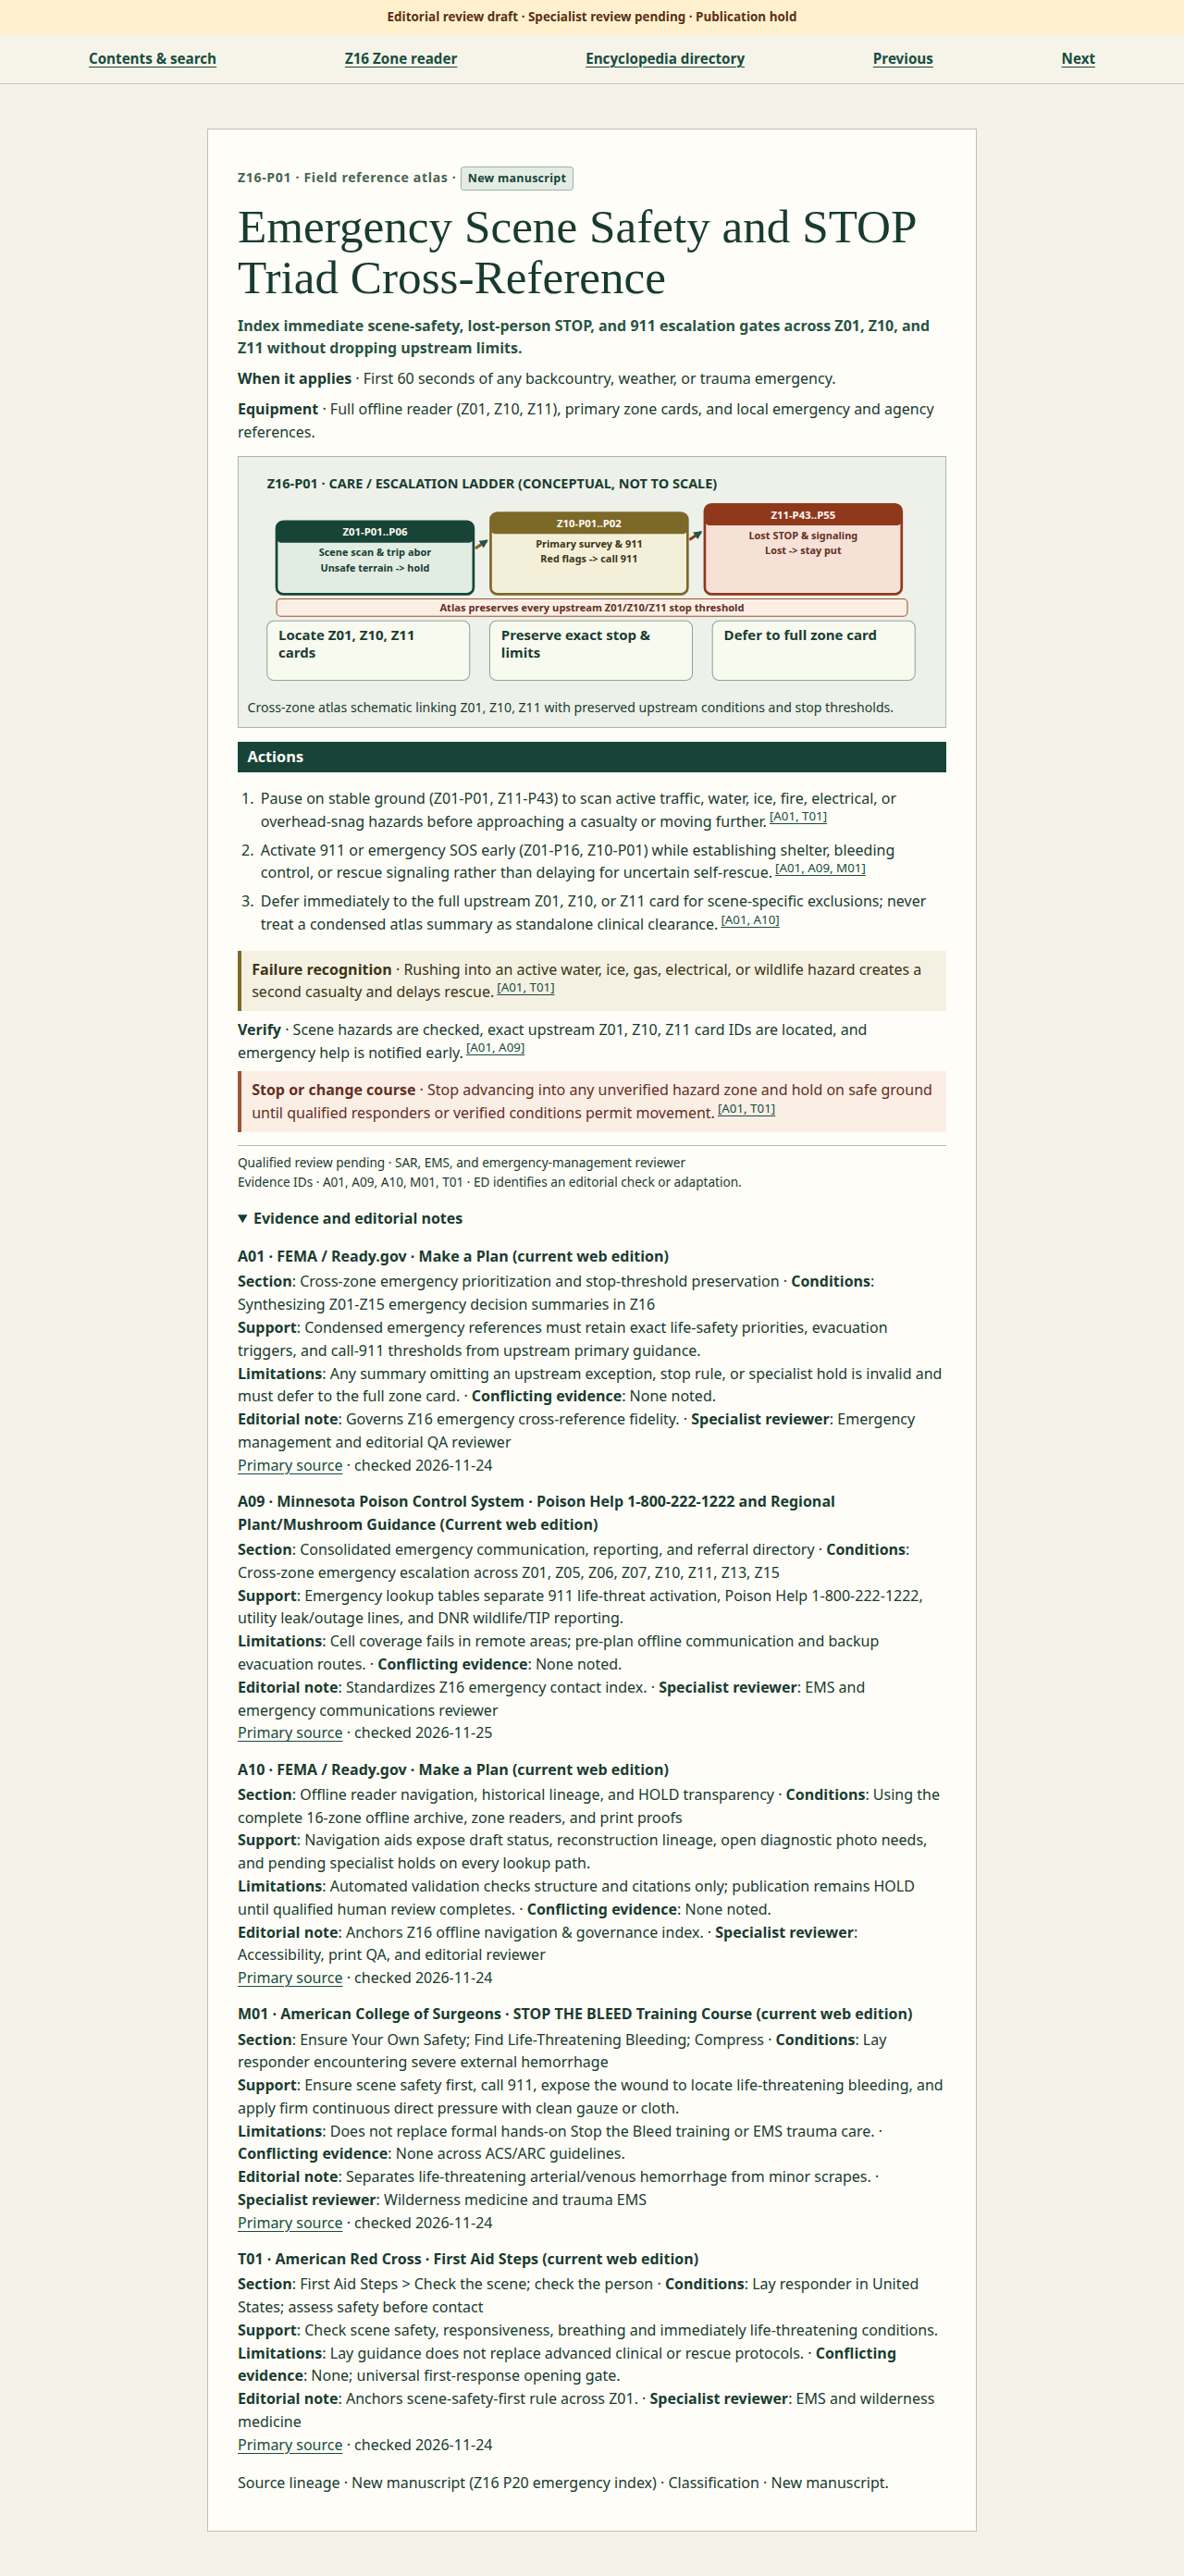 Editorial review draft · Specialist review pending · Publication hold
Contents & search
Z16 Zone reader
Encyclopedia directory
Previous
Next
Z16-P01 · Field reference atlas · New manuscript
Emergency Scene Safety and STOP
Triad Cross-Reference
Index immediate scene-safety, lost-person STOP, and 911 escalation gates across Z01, Z10, and
Z11 without dropping upstream limits.
When it applies · First 60 seconds of any backcountry, weather, or trauma emergency.
Equipment · Full offline reader (Z01, Z10, Z11), primary zone cards, and local emergency and agency
references.
Z16-P01 · CARE / ESCALATION LADDER (CONCEPTUAL, NOT TO SCALE)
Z01-P01..P06
Scene scan & trip abor
Unsafe terrain -> hold
Z10-P01..P02
Primary survey & 911
Red flags -> call 911
Z11-P43..P55
Lost STOP & signaling
Lost -> stay put
Atlas preserves every upstream Z01/Z10/Z11 stop threshold
Locate Z01, Z10, Z11
cards
Preserve exact stop &
limits
Defer to full zone card
Cross-zone atlas schematic linking Z01, Z10, Z11 with preserved upstream conditions and stop thresholds.
Actions
1. Pause on stable ground (Z01-P01, Z11-P43) to scan active traffic, water, ice, fire, electrical, or
overhead-snag hazards before approaching a casualty or moving further. [A01, T01]
2. Activate 911 or emergency SOS early (Z01-P16, Z10-P01) while establishing shelter, bleeding
control, or rescue signaling rather than delaying for uncertain self-rescue. [A01, A09, M01]
3. Defer immediately to the full upstream Z01, Z10, or Z11 card for scene-specific exclusions; never
treat a condensed atlas summary as standalone clinical clearance. [A01, A10]
Failure recognition · Rushing into an active water, ice, gas, electrical, or wildlife hazard creates a
second casualty and delays rescue. [A01, T01]
Verify · Scene hazards are checked, exact upstream Z01, Z10, Z11 card IDs are located, and
emergency help is notified early. [A01, A09]
Stop or change course · Stop advancing into any unverified hazard zone and hold on safe ground
until qualified responders or verified conditions permit movement. [A01, T01]
Qualified review pending · SAR, EMS, and emergency-management reviewer
Evidence IDs · A01, A09, A10, M01, T01 · ED identifies an editorial check or adaptation.
▼ Evidence and editorial notes
A01 · FEMA / Ready.gov · Make a Plan (current web edition)
Section: Cross-zone emergency prioritization and stop-threshold preservation · Conditions:
Synthesizing Z01-Z15 emergency decision summaries in Z16
Support: Condensed emergency references must retain exact life-safety priorities, evacuation
triggers, and call-911 thresholds from upstream primary guidance.
Limitations: Any summary omitting an upstream exception, stop rule, or specialist hold is invalid and
must defer to the full zone card. · Conflicting evidence: None noted.
Editorial note: Governs Z16 emergency cross-reference fidelity. · Specialist reviewer: Emergency
management and editorial QA reviewer
Primary source · checked 2026-11-24
A09 · Minnesota Poison Control System · Poison Help 1-800-222-1222 and Regional
Plant/Mushroom Guidance (Current web edition)
Section: Consolidated emergency communication, reporting, and referral directory · Conditions:
Cross-zone emergency escalation across Z01, Z05, Z06, Z07, Z10, Z11, Z13, Z15
Support: Emergency lookup tables separate 911 life-threat activation, Poison Help 1-800-222-1222,
utility leak/outage lines, and DNR wildlife/TIP reporting.
Limitations: Cell coverage fails in remote areas; pre-plan offline communication and backup
evacuation routes. · Conflicting evidence: None noted.
Editorial note: Standardizes Z16 emergency contact index. · Specialist reviewer: EMS and
emergency communications reviewer
Primary source · checked 2026-11-25
A10 · FEMA / Ready.gov · Make a Plan (current web edition)
Section: Offline reader navigation, historical lineage, and HOLD transparency · Conditions: Using the
complete 16-zone offline archive, zone readers, and print proofs
Support: Navigation aids expose draft status, reconstruction lineage, open diagnostic photo needs,
and pending specialist holds on every lookup path.
Limitations: Automated validation checks structure and citations only; publication remains HOLD
until qualified human review completes. · Conflicting evidence: None noted.
Editorial note: Anchors Z16 offline navigation & governance index. · Specialist reviewer:
Accessibility, print QA, and editorial reviewer
Primary source · checked 2026-11-24
M01 · American College of Surgeons · STOP THE BLEED Training Course (current web edition)
Section: Ensure Your Own Safety; Find Life-Threatening Bleeding; Compress · Conditions: Lay
responder encountering severe external hemorrhage
Support: Ensure scene safety first, call 911, expose the wound to locate life-threatening bleeding, and
apply firm continuous direct pressure with clean gauze or cloth.
Limitations: Does not replace formal hands-on Stop the Bleed training or EMS trauma care. ·
Conflicting evidence: None across ACS/ARC guidelines.
Editorial note: Separates life-threatening arterial/venous hemorrhage from minor scrapes. ·
Specialist reviewer: Wilderness medicine and trauma EMS
Primary source · checked 2026-11-24
T01 · American Red Cross · First Aid Steps (current web edition)
Section: First Aid Steps > Check the scene; check the person · Conditions: Lay responder in United
States; assess safety before contact
Support: Check scene safety, responsiveness, breathing and immediately life-threatening conditions.
Limitations: Lay guidance does not replace advanced clinical or rescue protocols. · Conflicting
evidence: None; universal first-response opening gate.
Editorial note: Anchors scene-safety-first rule across Z01. · Specialist reviewer: EMS and wilderness
medicine
Primary source · checked 2026-11-24
Source lineage · New manuscript (Z16 P20 emergency index) · Classification · New manuscript.